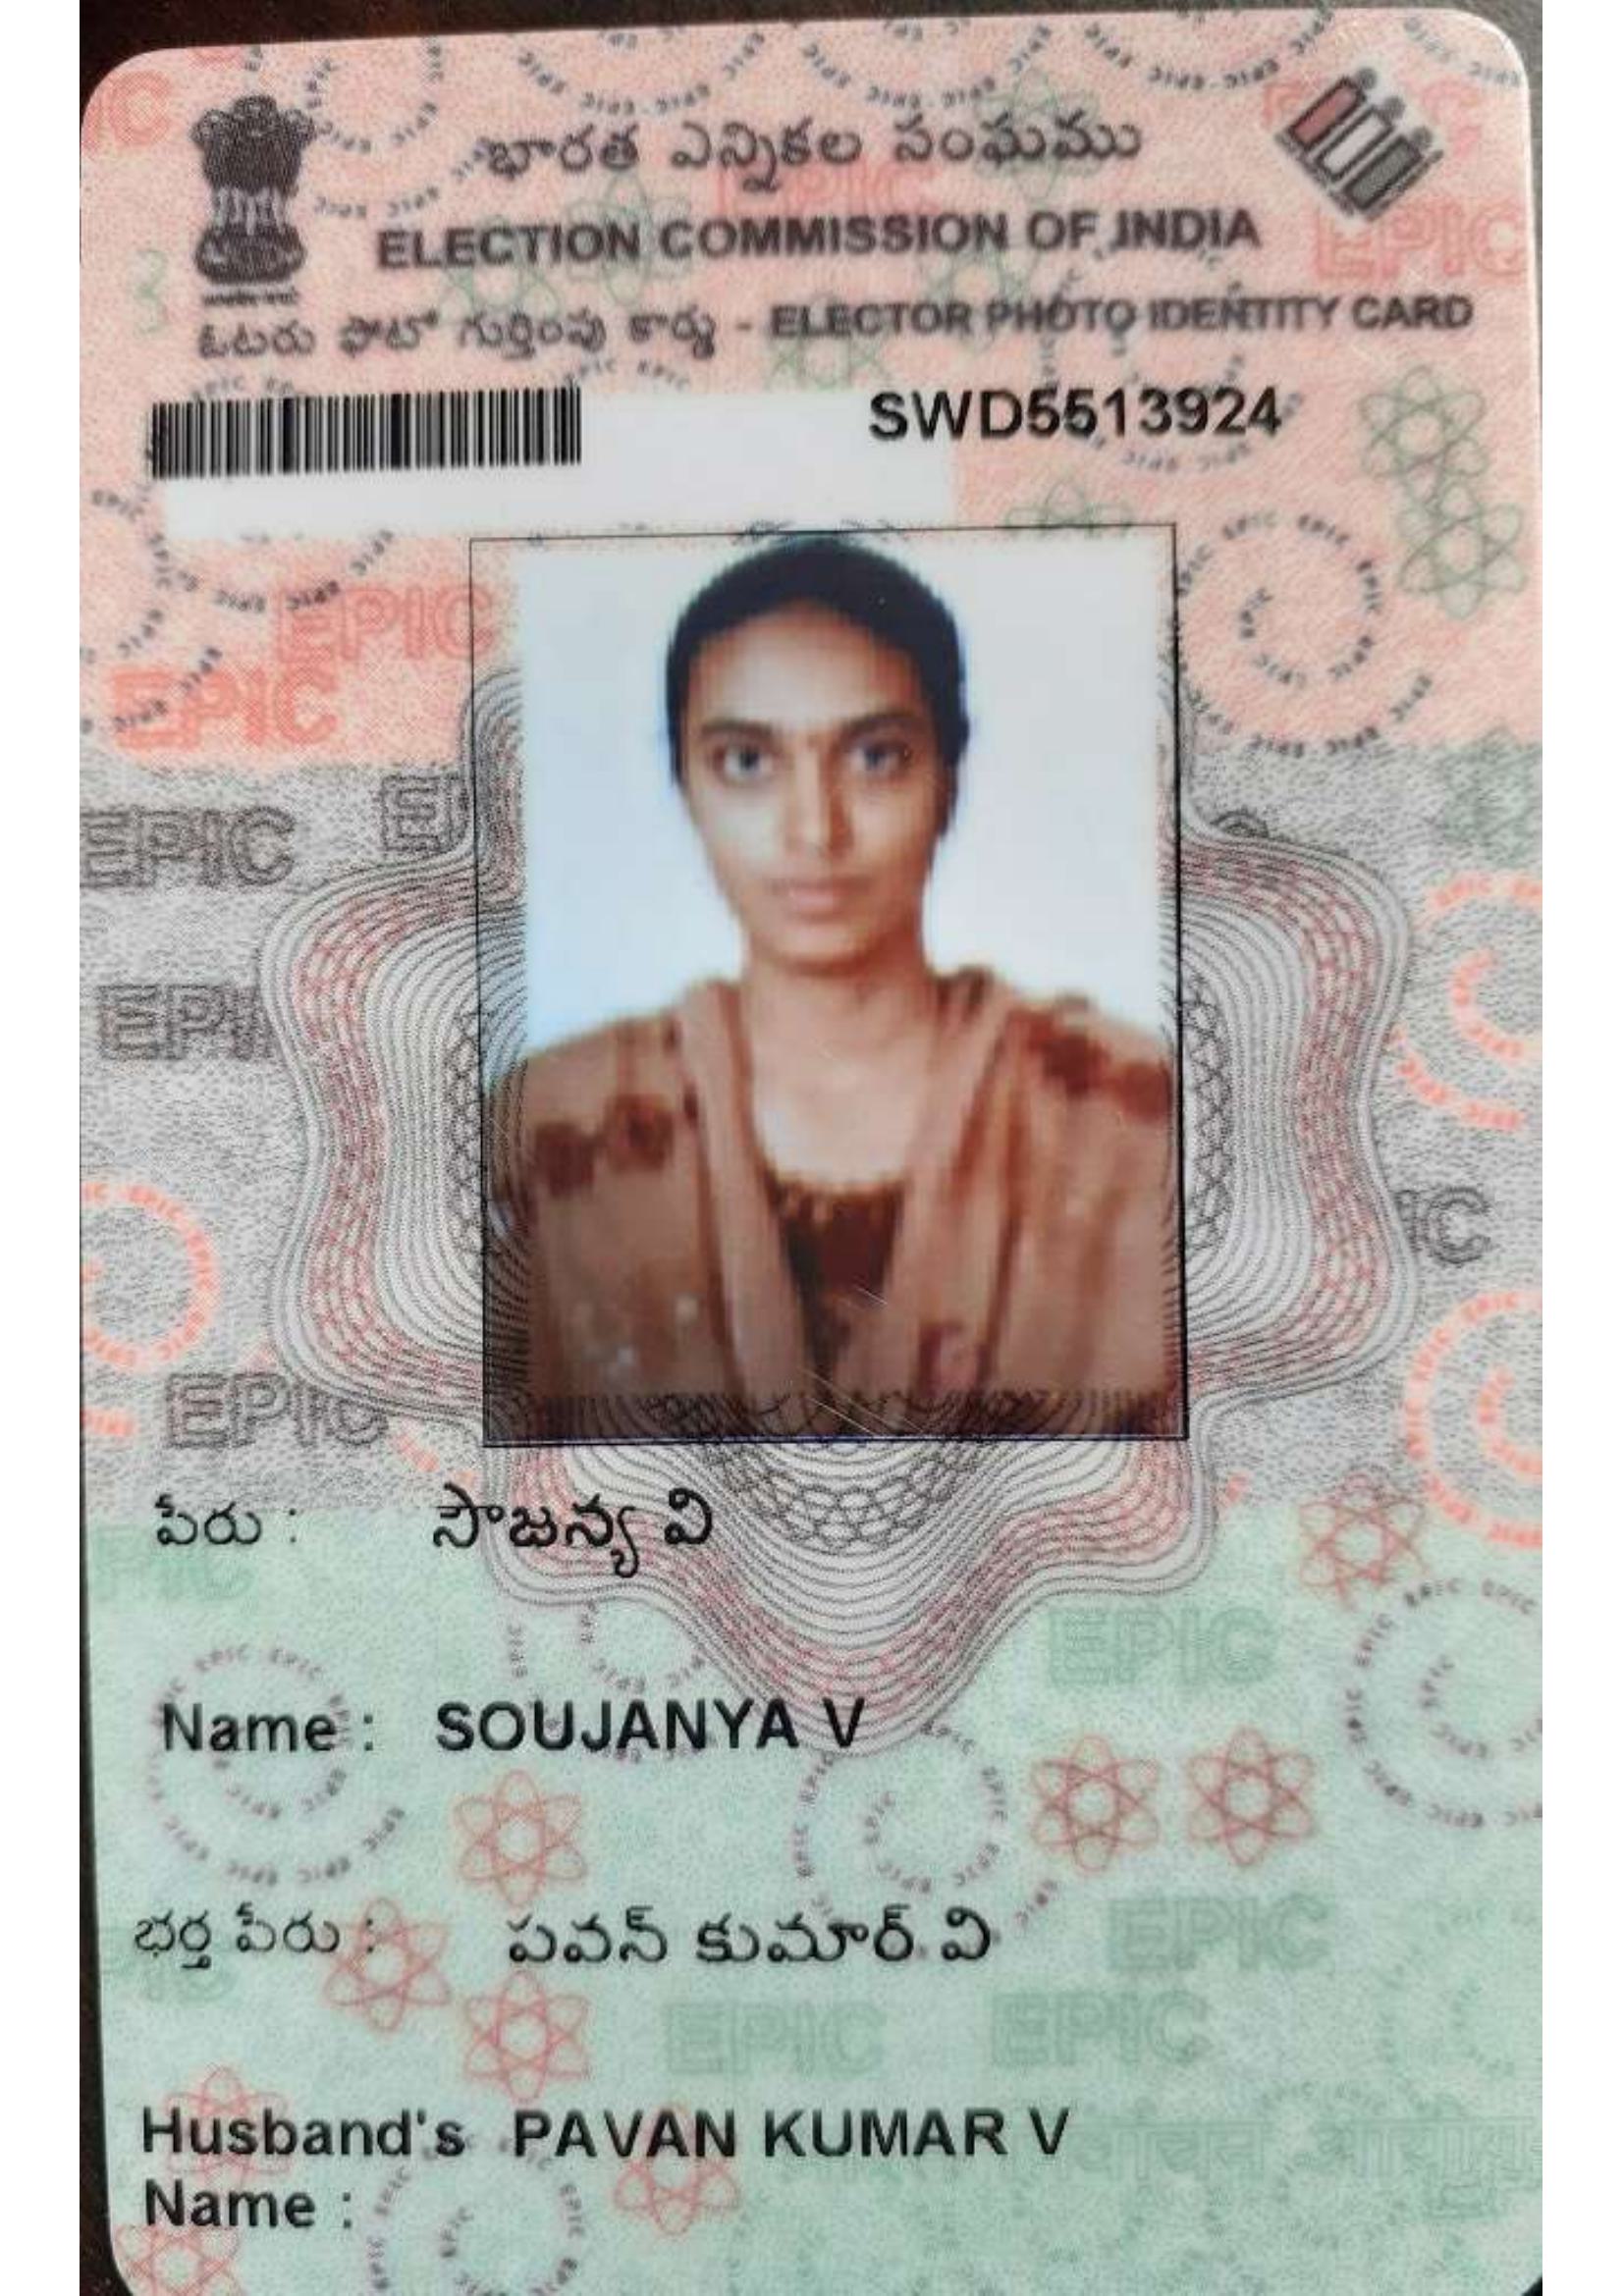 భారత ఎన్నికల సంఘము
ELECTION COMMISSION OF INDIA
ఓటరు ఫోటో గుర్తింపు కార్డు - ELECTOR PHOTO IDENTITY CARD
SWD5513924
పేరు : సౌజన్య వి
Name : SOUJANYA V
భర్త పేరు : పవన్ కుమార్ వి
Husband's PAVAN KUMAR V
Name :